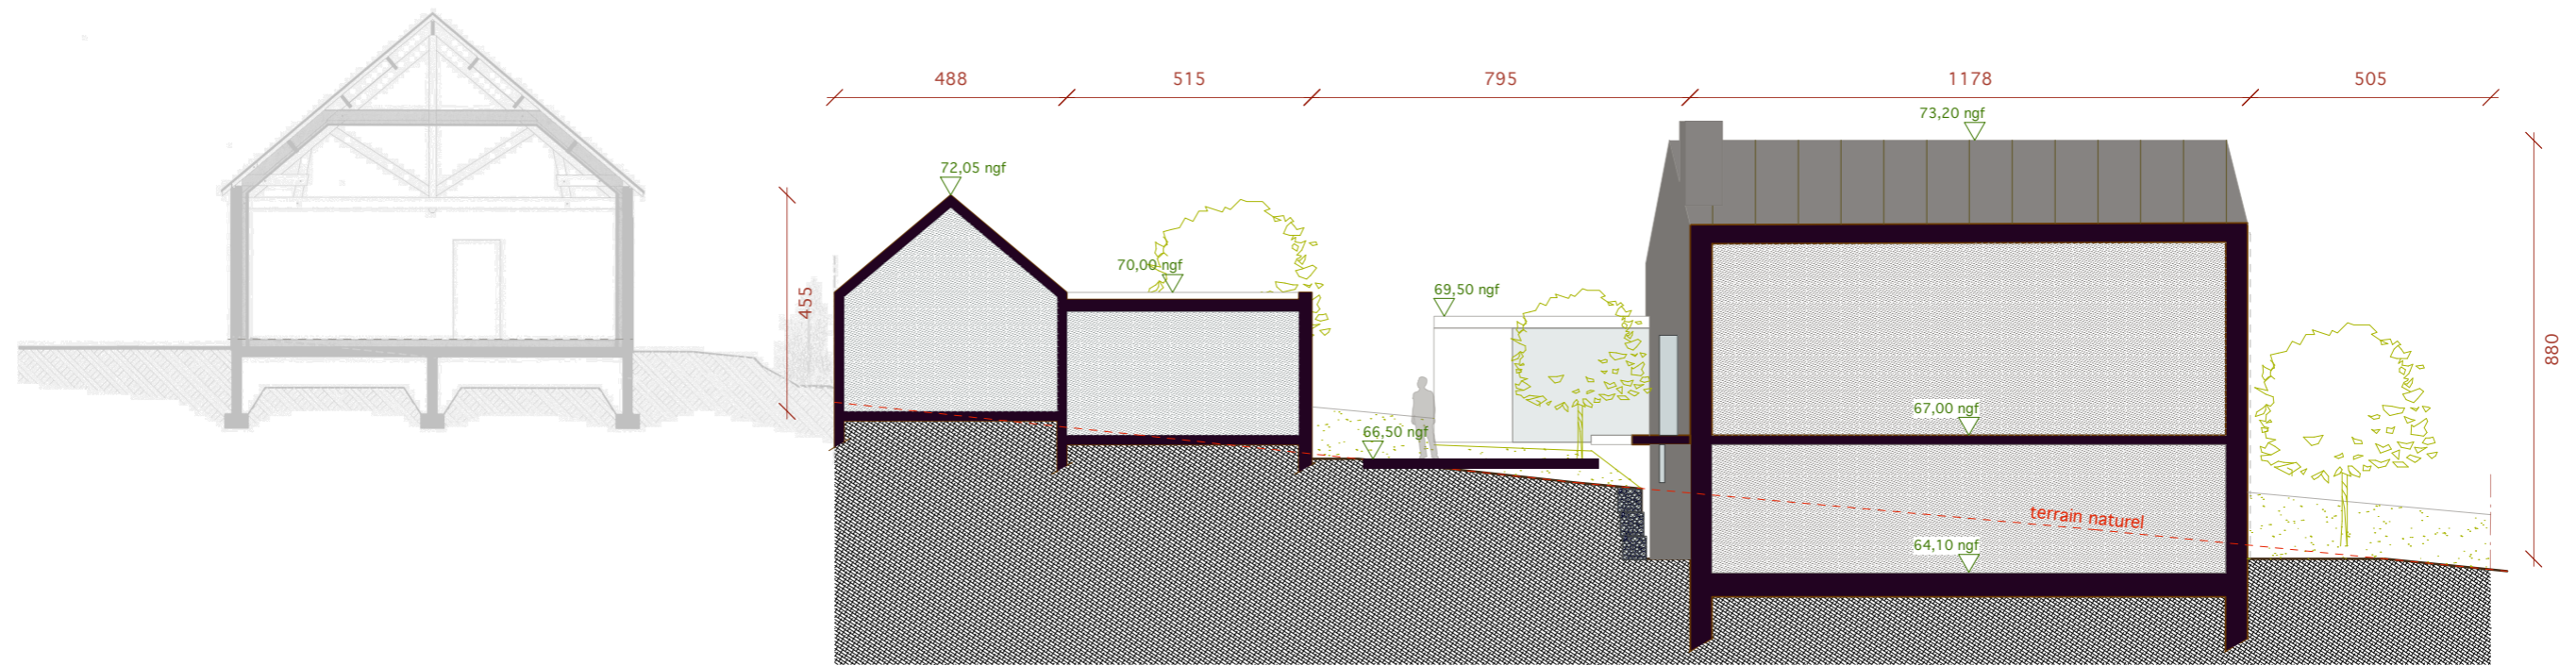 488
515
795
1178
505
73,20 ngf
72,05 ngf
70,00 ngf
69,50 ngf
455
880
67,00 ngf
66,50 ngf
terrain naturel
64,10 ngf